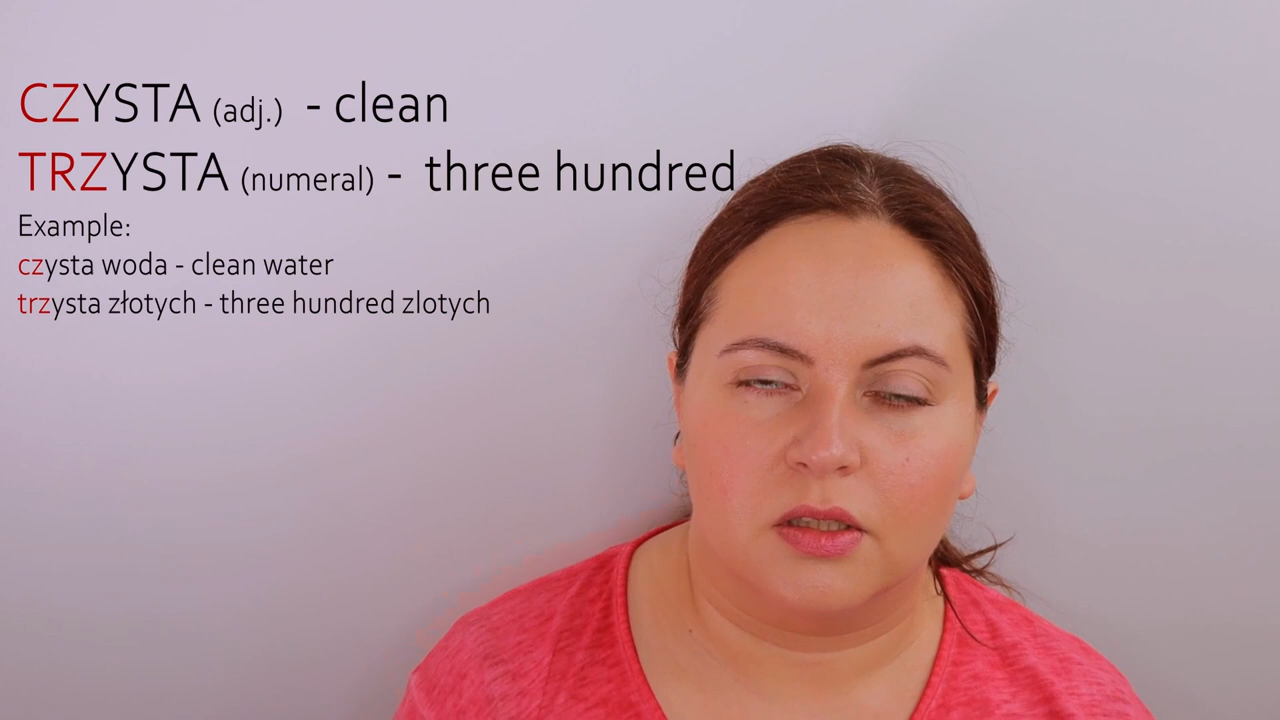 CZYSTA (adj.) - clean
TRZYSTA (numeral) - three hundred
Example:
czysta woda - clean water
trzysta złotych - three hundred zlotych